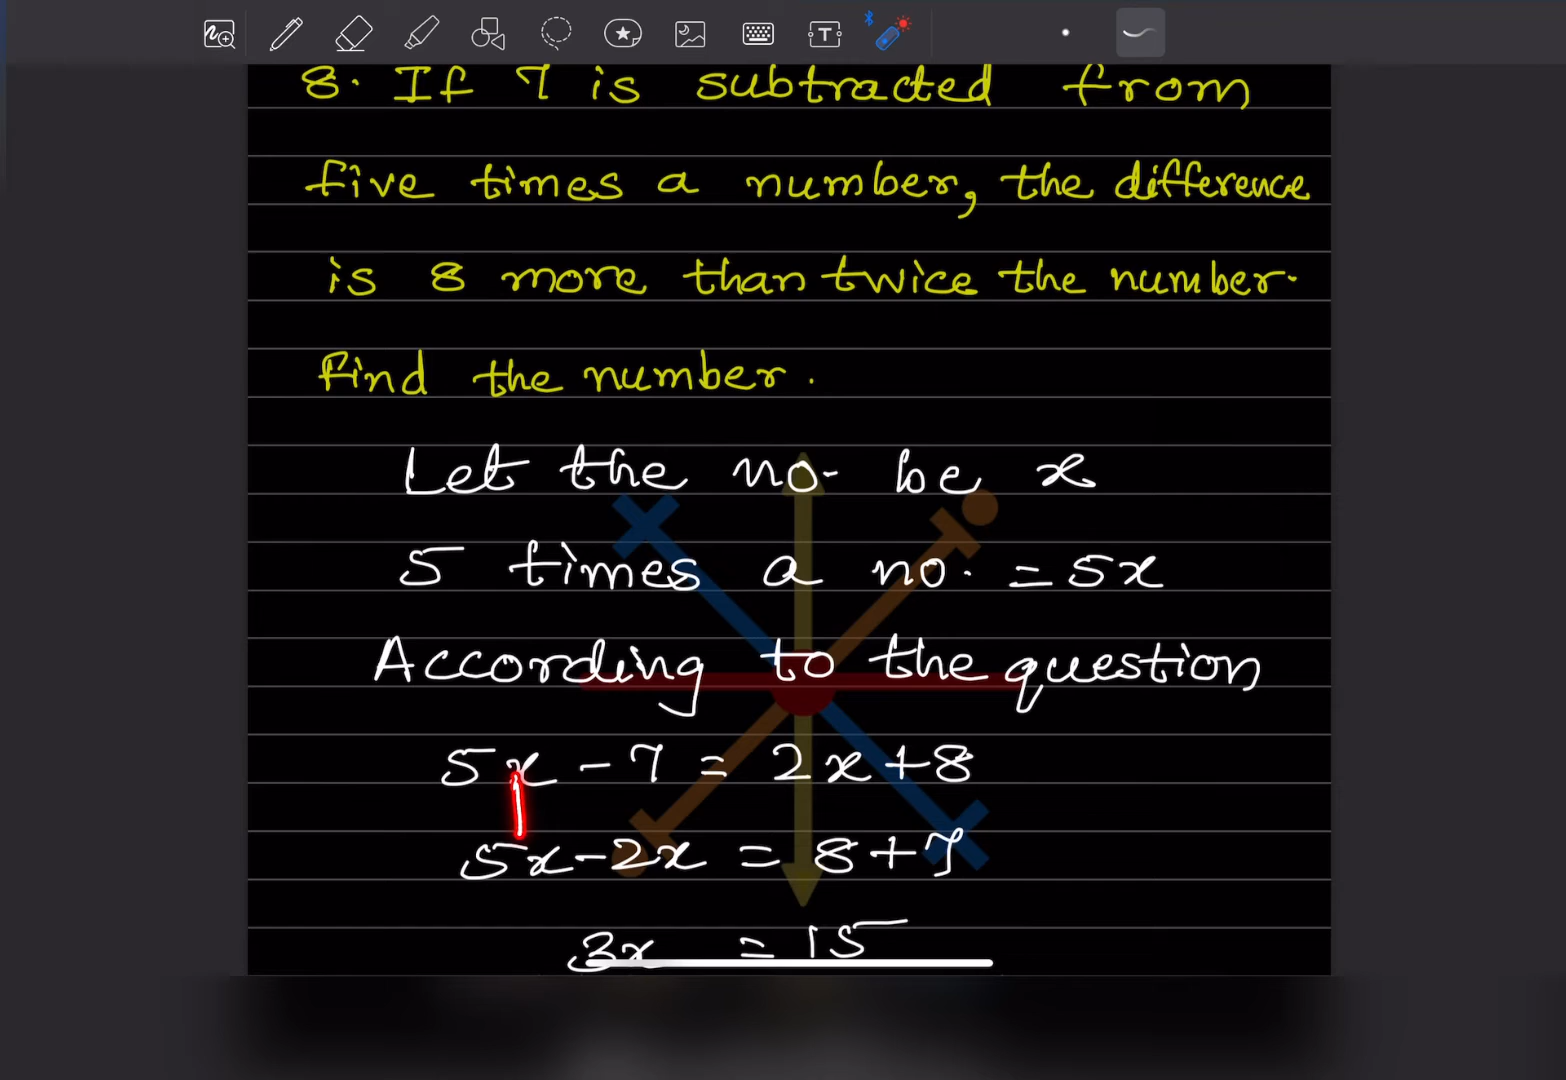 8. If 7 is subtracted from
five times a number, the difference
is 8 more than twice the number.
Find the number.
Let the no. be x
5 times a no. = 5x
According to the question
5x - 7 = 2x + 8
5x - 2x = 8 + 7
3x = 15